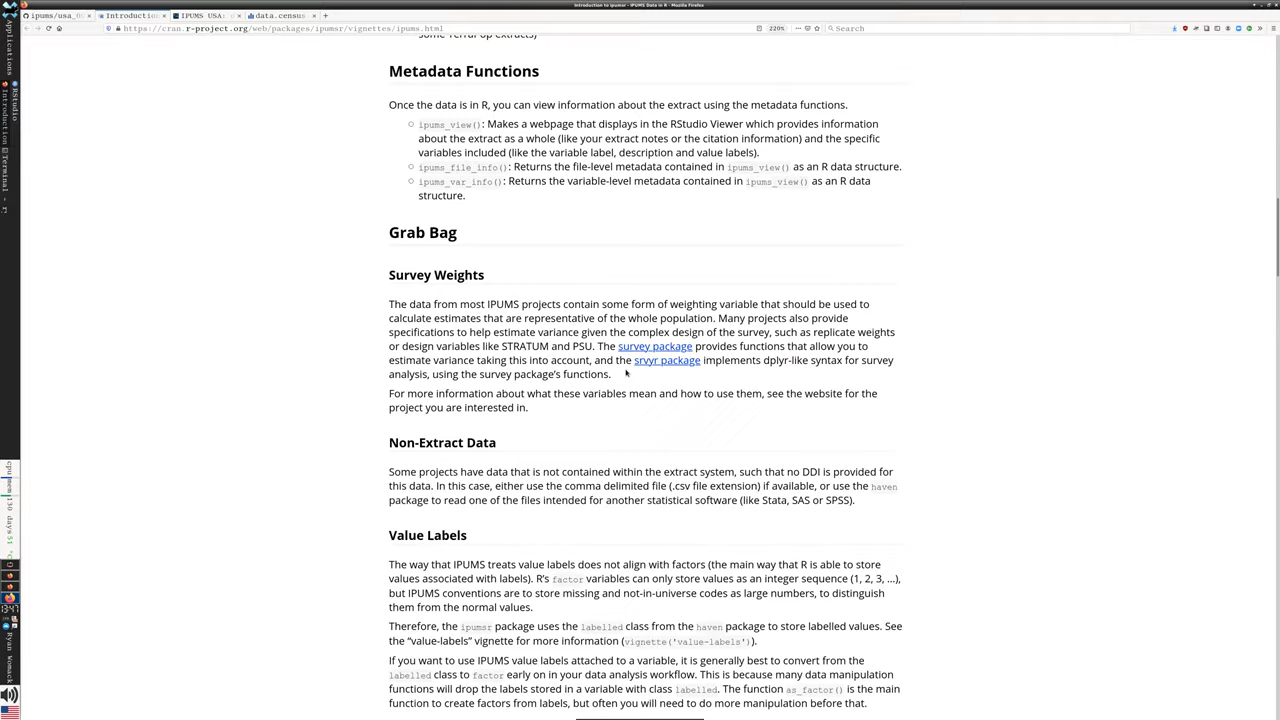 Introduction to ipumsr - IPUMS Data in R - Mozilla Firefox
Applications
ipums/usa_00
Introduction
IPUMS USA: d
data.census
https://cran.r-project.org/web/packages/ipumsr/vignettes/ipums.html
220%
Search
RStudio
Introduction t
Terminal - r
some Terrapop extracts)
Metadata Functions
Once the data is in R, you can view information about the extract using the metadata functions.
ipums_view(): Makes a webpage that displays in the RStudio Viewer which provides information
about the extract as a whole (like your extract notes or the citation information) and the specific
variables included (like the variable label, description and value labels).
ipums_file_info(): Returns the file-level metadata contained in ipums_view() as an R data structure.
ipums_var_info(): Returns the variable-level metadata contained in ipums_view() as an R data
structure.
Grab Bag
Survey Weights
The data from most IPUMS projects contain some form of weighting variable that should be used to
calculate estimates that are representative of the whole population. Many projects also provide
specifications to help estimate variance given the complex design of the survey, such as replicate weights
or design variables like STRATUM and PSU. The survey package provides functions that allow you to
estimate variance taking this into account, and the srvyr package implements dplyr-like syntax for survey
analysis, using the survey package's functions.
For more information about what these variables mean and how to use them, see the website for the
project you are interested in.
Non-Extract Data
Some projects have data that is not contained within the extract system, such that no DDI is provided for
this data. In this case, either use the comma delimited file (.csv file extension) if available, or use the haven
package to read one of the files intended for another statistical software (like Stata, SAS or SPSS).
Value Labels
The way that IPUMS treats value labels does not align with factors (the main way that R is able to store
values associated with labels). R's factor variables can only store values as an integer sequence (1, 2, 3, ...),
but IPUMS conventions are to store missing and not-in-universe codes as large numbers, to distinguish
them from the normal values.
Therefore, the ipumsr package uses the labelled class from the haven package to store labelled values. See
the "value-labels" vignette for more information (vignette('value-labels')).
If you want to use IPUMS value labels attached to a variable, it is generally best to convert from the
labelled class to factor early on in your data analysis workflow. This is because many data manipulation
functions will drop the labels stored in a variable with class labelled. The function as_factor() is the main
function to create factors from labels, but often you will need to do more manipulation before that.
cpu
mem
130 days
51 °C
13:47
Ryan Womack